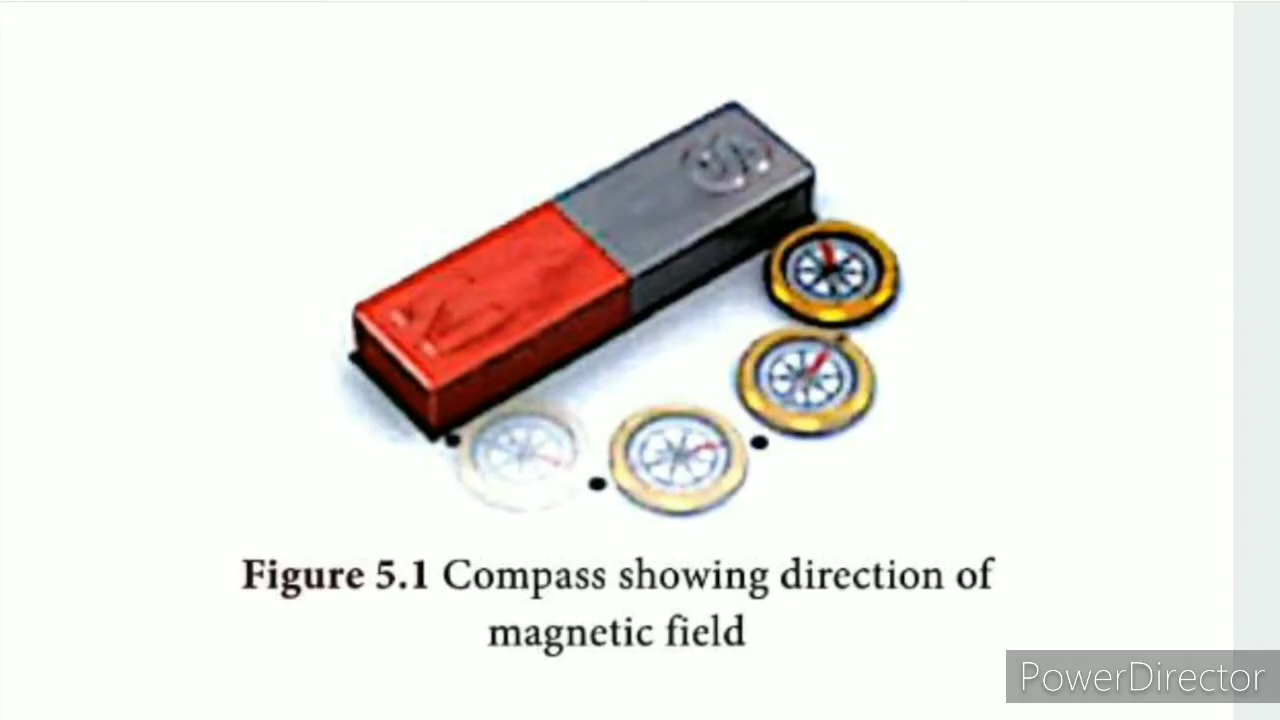 Figure 5.1 Compass showing direction of
magnetic field
PowerDirector